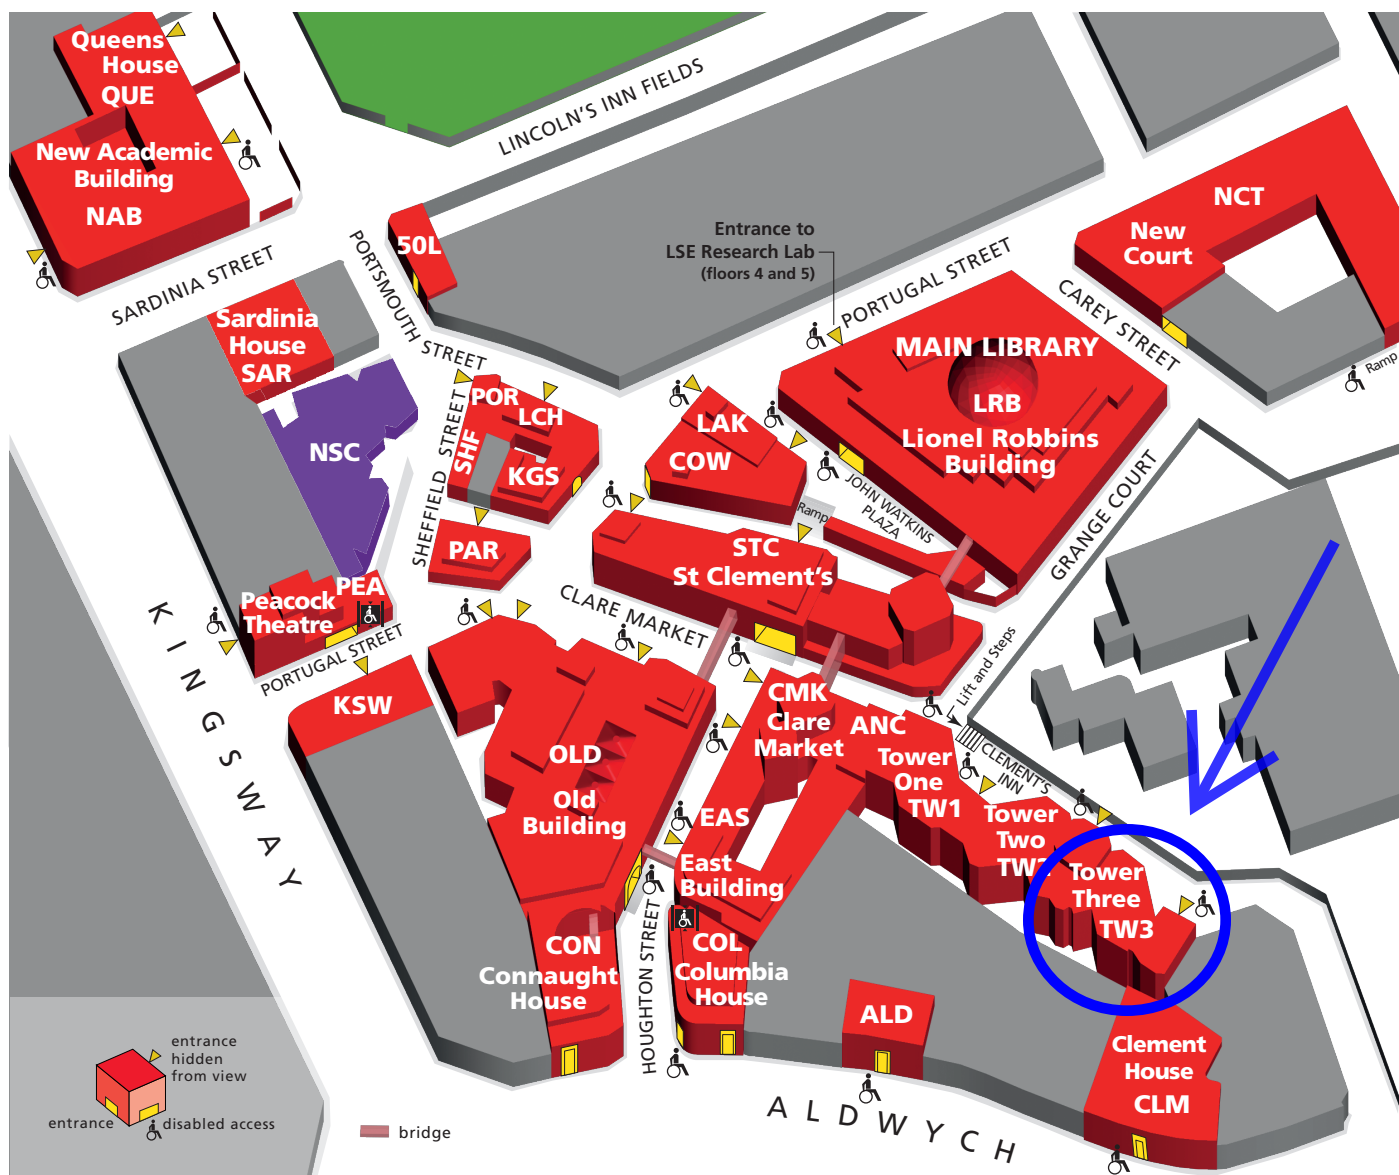 Queens
House
QUE
New Academic
Building
NAB
LINCOLN'S INN FIELDS
SARDINIA STREET
PORTSMOUTH STREET
50L
Entrance to
LSE Research Lab
(floors 4 and 5)
PORTUGAL STREET
NCT
New
Court
CAREY STREET
Ramp
Sardinia
House
SAR
NSC
POR
LCH
SHF
KGS
SHEFFIELD STREET
PAR
LAK
COW
MAIN LIBRARY
LRB
Lionel Robbins
Building
JOHN WATKINS
PLAZA
Ramp
GRANGE COURT
STC
St Clement's
CLARE MARKET
PEA
Peacock
Theatre
PORTUGAL STREET
KINGSWAY
KSW
OLD
Old
Building
CMK
Clare
Market
ANC
Tower
One
TW1
Lift and Steps
CLEMENT'S
INN
Tower
Two
TW2
Tower
Three
TW3
EAS
East
Building
HOUGHTON STREET
CON
Connaught
House
COL
Columbia
House
ALD
Clement
House
CLM
ALDWYCH
entrance
hidden
from view
entrance
disabled access
bridge